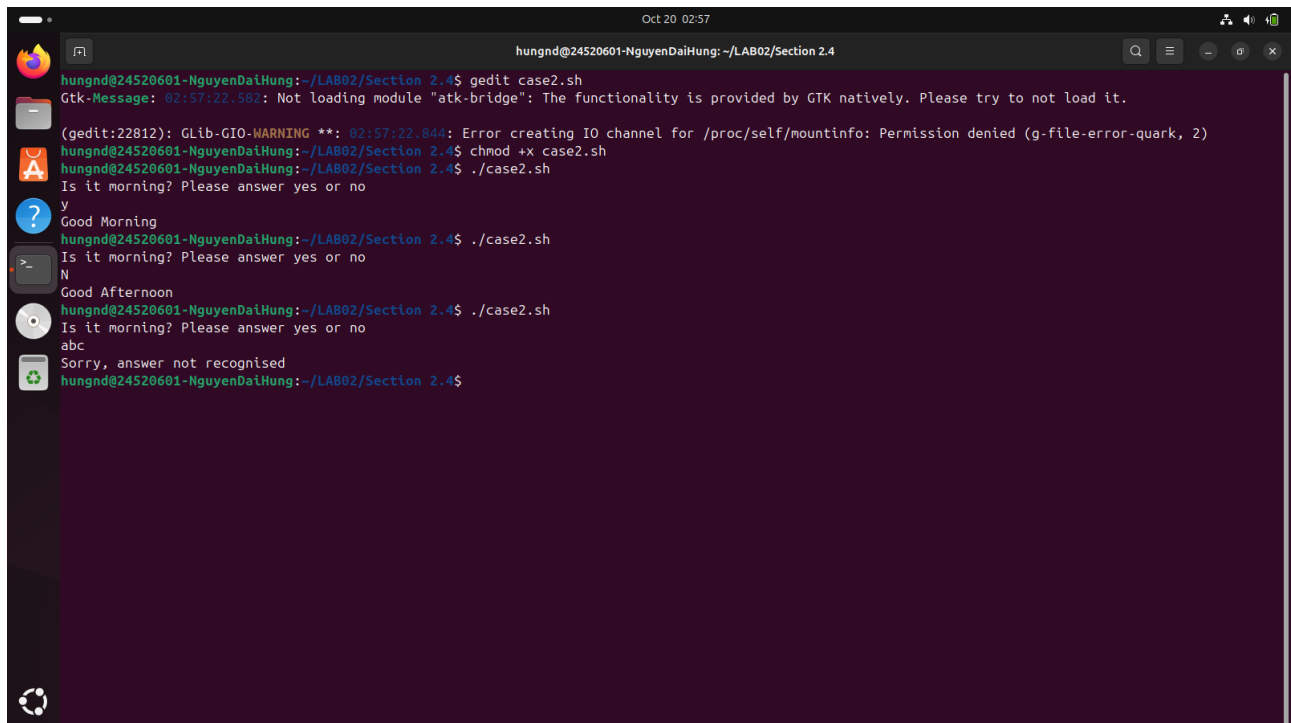 Oct 20 02:57
hungnd@24520601-NguyenDaiHung: ~/LAB02/Section 2.4
hungnd@24520601-NguyenDaiHung:~/LAB02/Section 2.4$ gedit case2.sh
Gtk-Message: 02:57:22.582: Not loading module "atk-bridge": The functionality is provided by GTK natively. Please try to not load it.
(gedit:22812): GLib-GIO-WARNING **: 02:57:22.844: Error creating IO channel for /proc/self/mountinfo: Permission denied (g-file-error-quark, 2)
hungnd@24520601-NguyenDaiHung:~/LAB02/Section 2.4$ chmod +x case2.sh
hungnd@24520601-NguyenDaiHung:~/LAB02/Section 2.4$ ./case2.sh
Is it morning? Please answer yes or no
y
Good Morning
hungnd@24520601-NguyenDaiHung:~/LAB02/Section 2.4$ ./case2.sh
Is it morning? Please answer yes or no
N
Good Afternoon
hungnd@24520601-NguyenDaiHung:~/LAB02/Section 2.4$ ./case2.sh
Is it morning? Please answer yes or no
abc
Sorry, answer not recognised
hungnd@24520601-NguyenDaiHung:~/LAB02/Section 2.4$